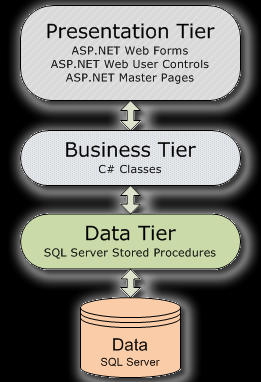 Presentation Tier
ASP.NET Web Forms
ASP.NET Web User Controls
ASP.NET Master Pages
Business Tier
C# Classes
Data Tier
SQL Server Stored Procedures
Data
SQL Server